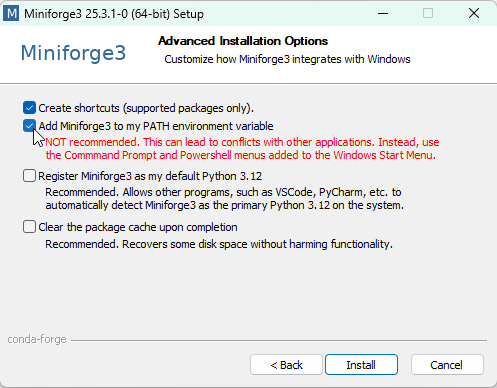 Miniforge3 25.3.1-0 (64-bit) Setup
Miniforge3
Advanced Installation Options
Customize how Miniforge3 integrates with Windows
Create shortcuts (supported packages only).
Add Miniforge3 to my PATH environment variable
NOT recommended. This can lead to conflicts with other applications. Instead, use
the Commmand Prompt and Powershell menus added to the Windows Start Menu.
Register Miniforge3 as my default Python 3.12
Recommended. Allows other programs, such as VSCode, PyCharm, etc. to
automatically detect Miniforge3 as the primary Python 3.12 on the system.
Clear the package cache upon completion
Recommended. Recovers some disk space without harming functionality.
conda-forge
< Back
Install
Cancel